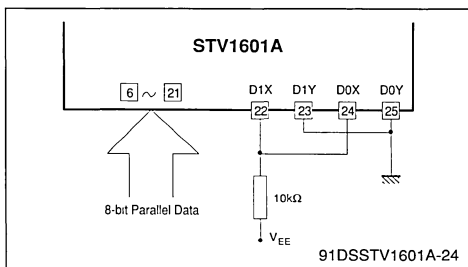 STV1601A
6 ~ 21 D1X D1Y D0X D0Y
22 23 24 25
8-bit Parallel Data
10kΩ
VEE
91DSSTV1601A-24